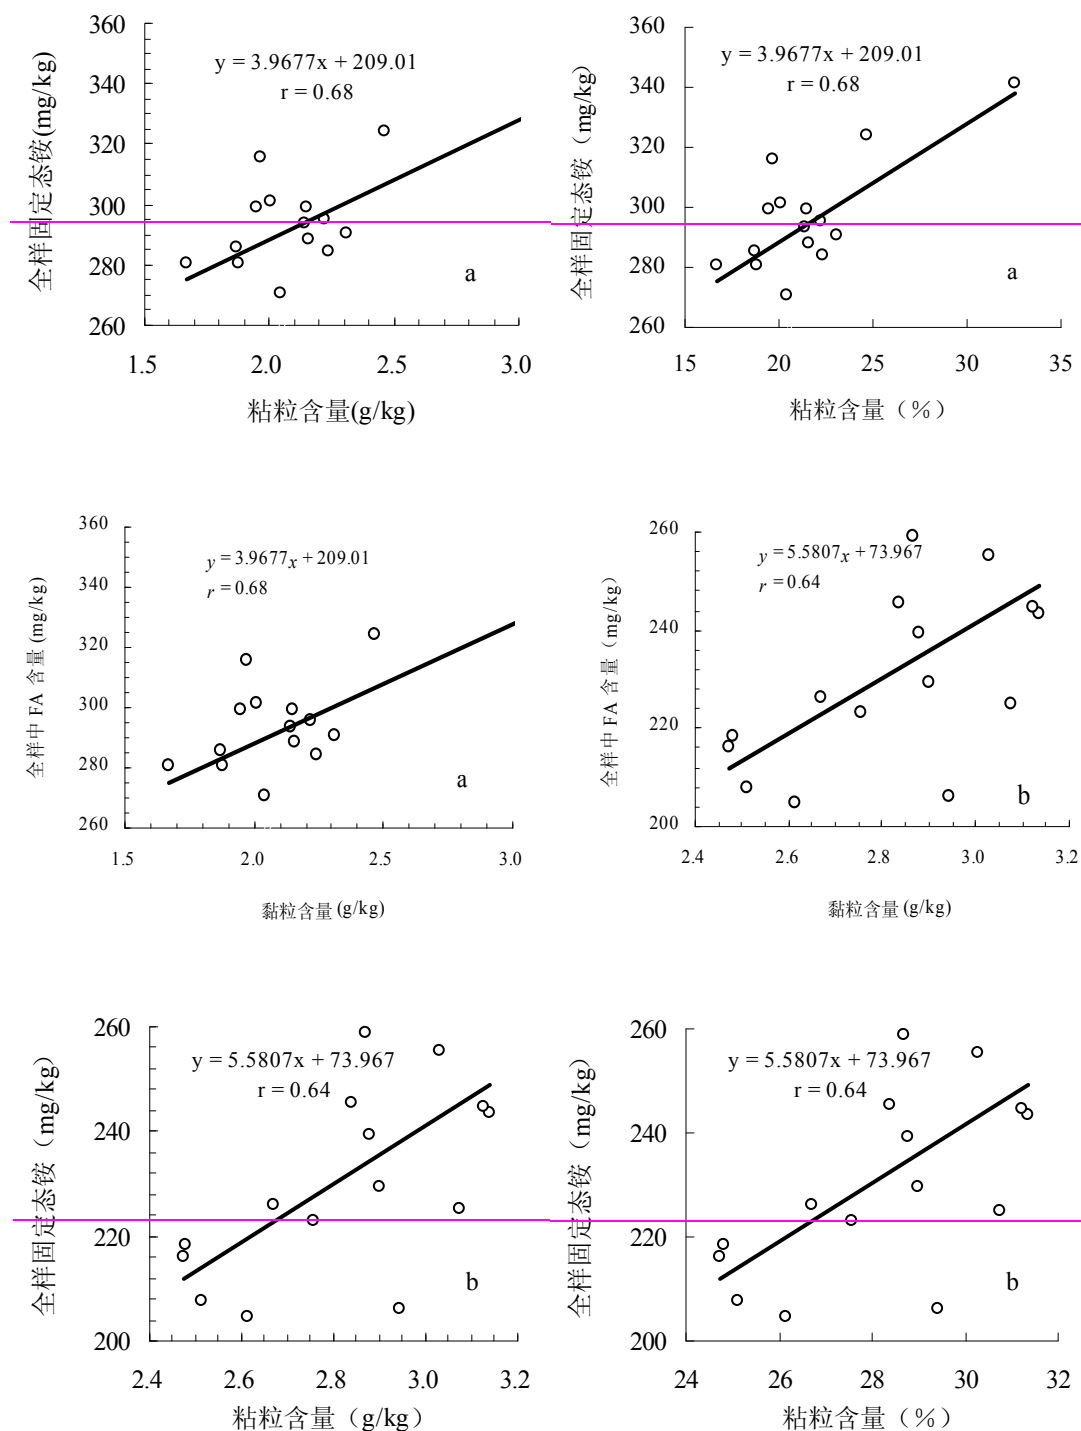 360
340
320
300
280
260
1.5
2.0
2.5
3.0
y = 3.9677x + 209.01
r = 0.68
a
全样固定态铵(mg/kg)
粘粒含量(g/kg)
360
340
320
300
280
260
15
20
25
30
35
y = 3.9677x + 209.01
r = 0.68
a
全样固定态铵（mg/kg）
粘粒含量（%）
360
340
320
300
280
260
1.5
2.0
2.5
3.0
y = 3.9677x + 209.01
r = 0.68
a
全样中 FA 含量 (mg/kg)
黏粒含量 (g/kg)
260
240
220
200
2.4
2.6
2.8
3.0
3.2
y = 5.5807x + 73.967
r = 0.64
b
全样中 FA 含量（mg/kg）
黏粒含量 (g/kg)
260
240
220
200
2.4
2.6
2.8
3.0
3.2
y = 5.5807x + 73.967
r = 0.64
b
全样固定态铵（mg/kg）
粘粒含量（g/kg）
260
240
220
200
24
26
28
30
32
y = 5.5807x + 73.967
r = 0.64
b
全样固定态铵（mg/kg）
粘粒含量（%）